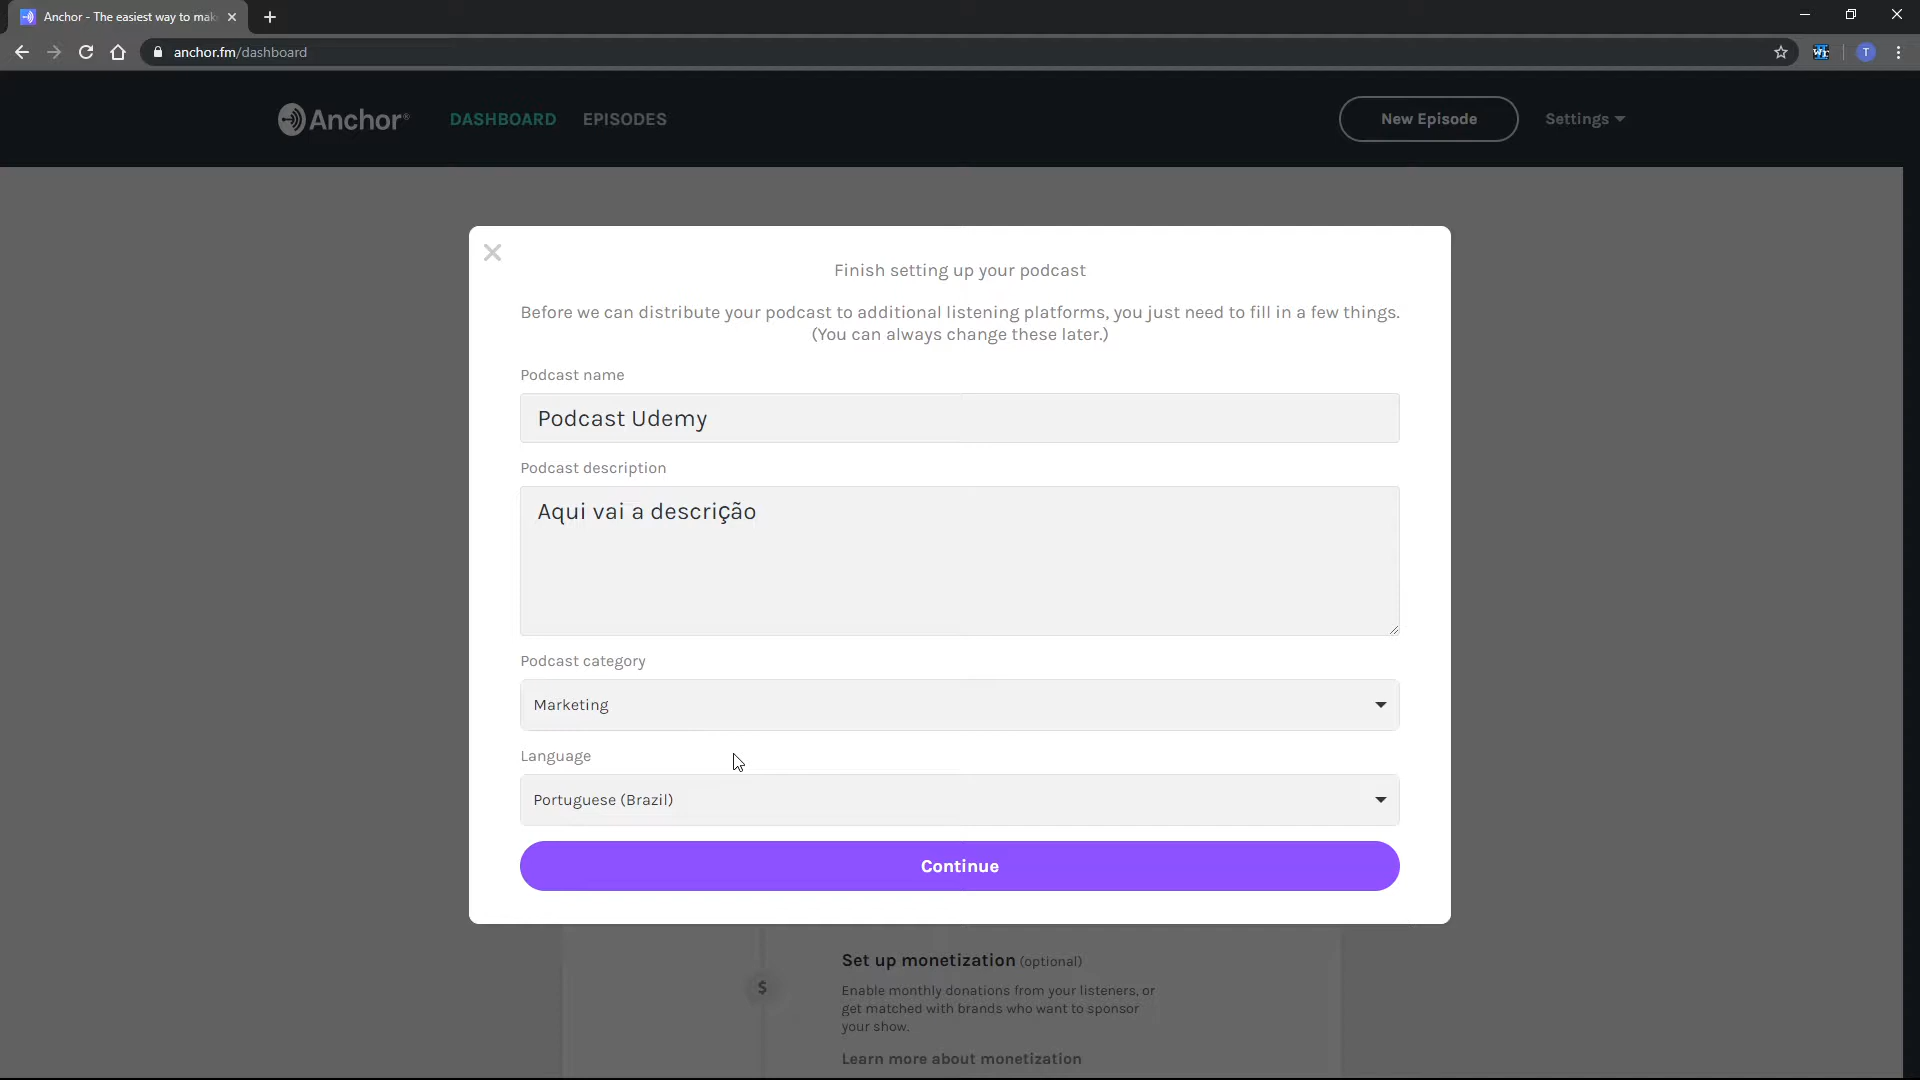 Anchor - The easiest way to mak
anchor.fm/dashboard
T
Anchor®
DASHBOARD
EPISODES
New Episode
Settings
Finish setting up your podcast
Before we can distribute your podcast to additional listening platforms, you just need to fill in a few things.
(You can always change these later.)
Podcast name
Podcast Udemy
Podcast description
Aqui vai a descrição
Podcast category
Marketing
Language
Portuguese (Brazil)
Continue
Set up monetization (optional)
$
Enable monthly donations from your listeners, or
get matched with brands who want to sponsor
your show.
Learn more about monetization